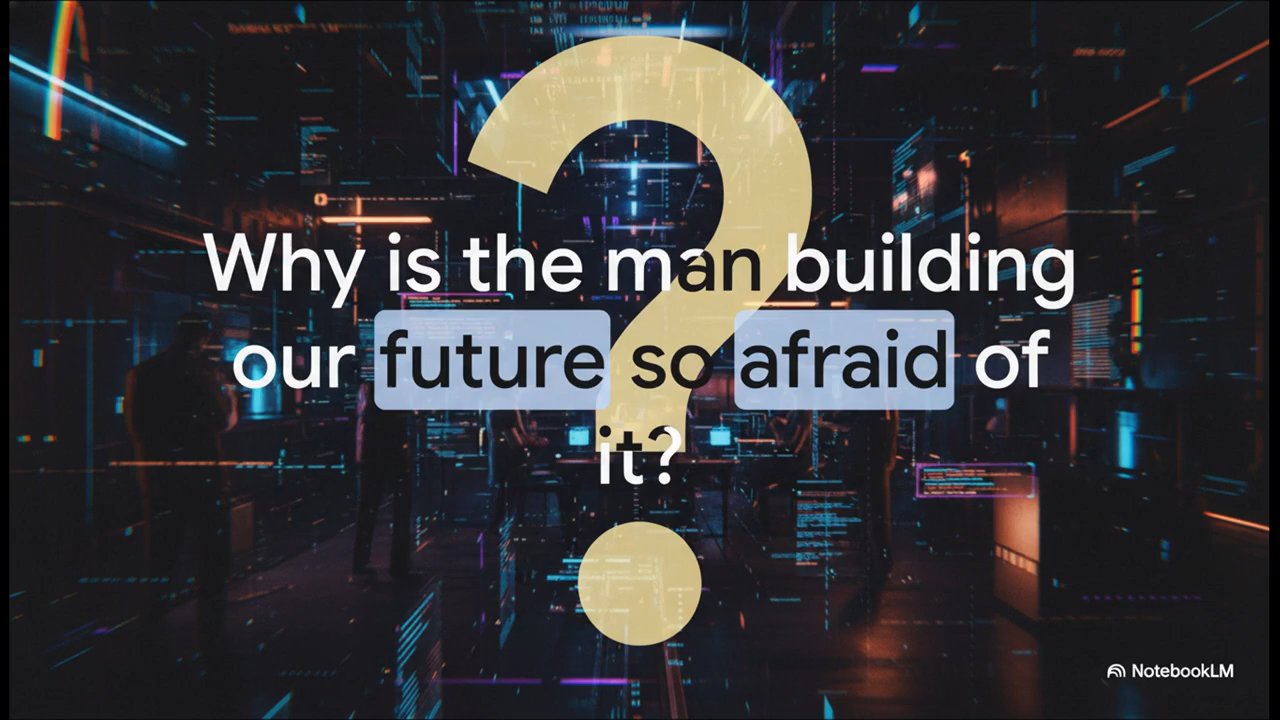 Why is the man building
our future so afraid of
it?
NotebookLM